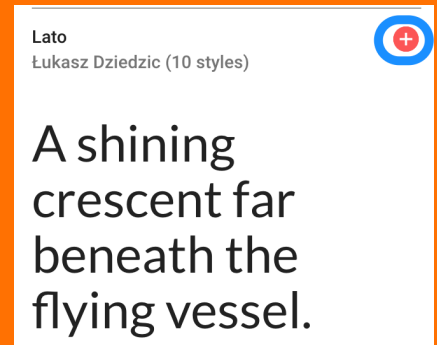 Lato
Łukasz Dziedzic (10 styles)
A shining
crescent far
beneath the
flying vessel.